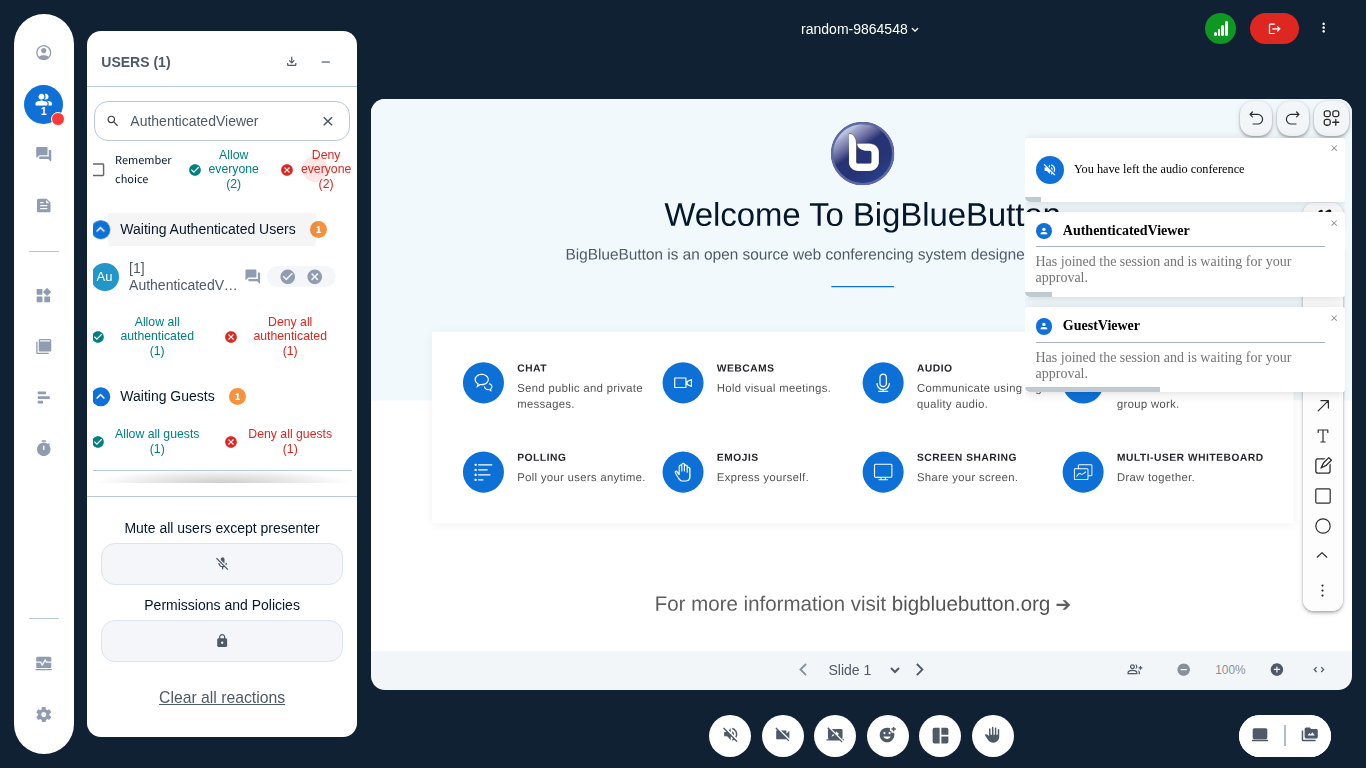 random-9864548
USERS (1)
1
AuthenticatedViewer
Remember
choice
Allow
everyone
(2)
Deny
everyone
(2)
Waiting Authenticated Users 1
Au
[1]
AuthenticatedV…
Allow all
authenticated
(1)
Deny all
authenticated
(1)
Waiting Guests 1
Allow all guests
(1)
Deny all guests
(1)
Mute all users except presenter
Permissions and Policies
Clear all reactions
Welcome To BigBlueButton
BigBlueButton is an open source web conferencing system designe
You have left the audio conference
AuthenticatedViewer
Has joined the session and is waiting for your
approval.
GuestViewer
Has joined the session and is waiting for your
approval.
CHAT
Send public and private
messages.
WEBCAMS
Hold visual meetings.
AUDIO
Communicate using
quality audio.
group work.
POLLING
Poll your users anytime.
EMOJIS
Express yourself.
SCREEN SHARING
Share your screen.
MULTI-USER WHITEBOARD
Draw together.
For more information visit bigbluebutton.org ➔
Slide 1
100%